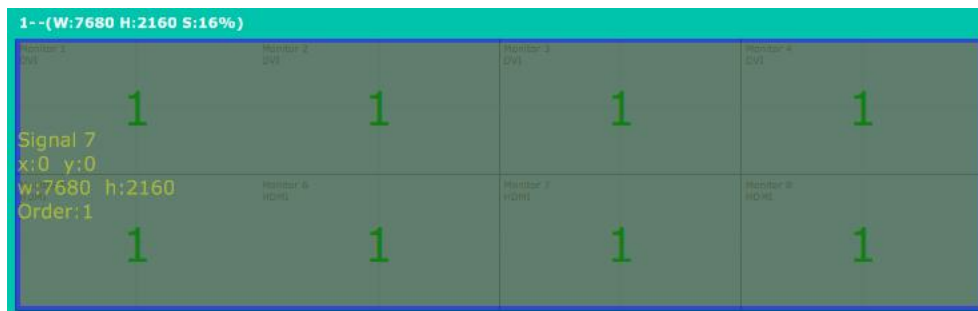 1--(W:7680 H:2160 S:16%)
Monitor 1
DVI
Monitor 2
DVI
Monitor 3
DVI
Monitor 4
DVI
1 1 1 1
Signal 7
x:0 y:0
w:7680 h:2160
Order:1
HDMI
Monitor 6
HDMI
Monitor 7
HDMI
Monitor 8
HDMI
1 1 1 1